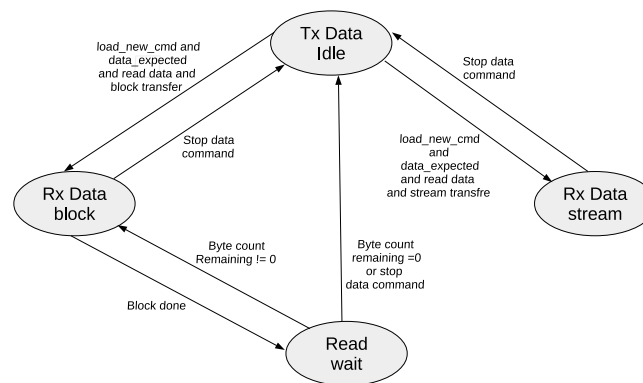 Tx Data
Idle
load_new_cmd and
data_expected
and read data and
block transfer
Stop data
command
Stop data
command
load_new_cmd
and
data_expected
and read data
and stream transfre
Rx Data
block
Rx Data
stream
Byte count
Remaining != 0
Byte count
remaining =0
or stop
data command
Block done
Read
wait